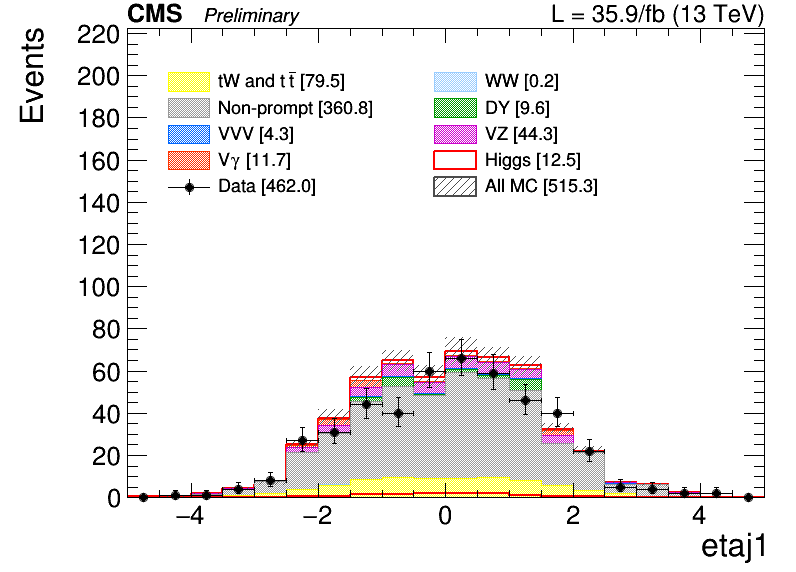 CMS Preliminary L = 35.9/fb (13 TeV)
Events
220
200
180
160
140
120
100
80
60
40
20
0
tW and t t̄ [79.5]
Non-prompt [360.8]
VVV [4.3]
Vγ [11.7]
Data [462.0]
WW [0.2]
DY [9.6]
VZ [44.3]
Higgs [12.5]
All MC [515.3]
−4 −2 0 2 4
etaj1